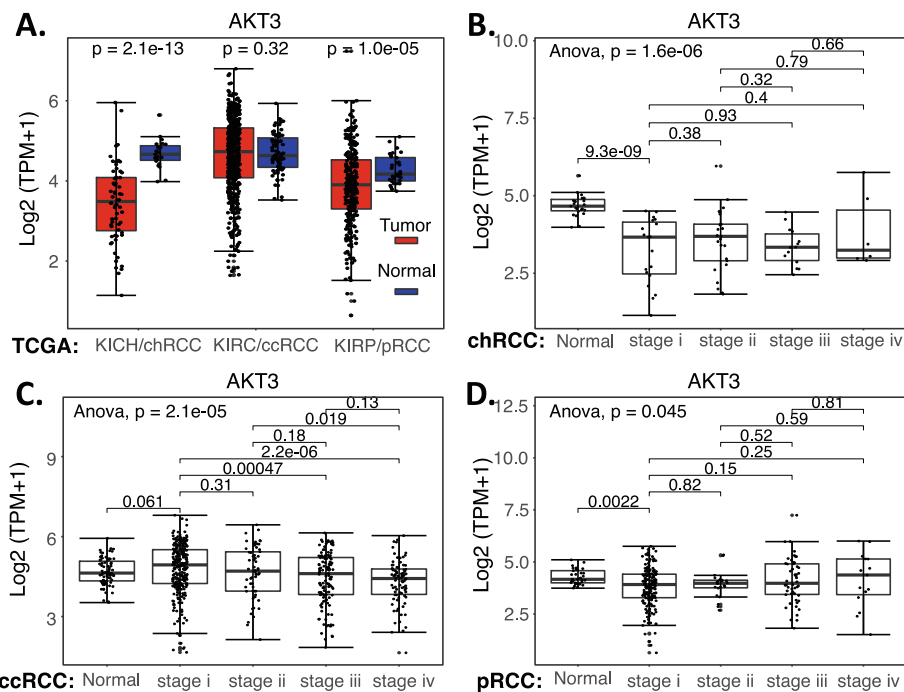 A.
AKT3
p = 2.1e-13
p = 0.32
p = 1.0e-05
Log2 (TPM+1)
6
4
2
Tumor
Normal
TCGA:
KICH/chRCC
KIRC/ccRCC
KIRP/pRCC
B.
AKT3
Anova, p = 1.6e-06
Log2 (TPM+1)
10.0
7.5
5.0
2.5
0.66
0.79
0.32
0.4
0.93
0.38
9.3e-09
chRCC:
Normal
stage i
stage ii
stage iii
stage iv
C.
AKT3
Anova, p = 2.1e-05
Log2 (TPM+1)
9
6
3
0.13
0.019
0.18
2.2e-06
0.00047
0.31
0.061
ccRCC:
Normal
stage i
stage ii
stage iii
stage iv
D.
AKT3
Anova, p = 0.045
Log2 (TPM+1)
12.5
10.0
7.5
5.0
2.5
0.81
0.59
0.52
0.25
0.15
0.82
0.0022
pRCC:
Normal
stage i
stage ii
stage iii
stage iv